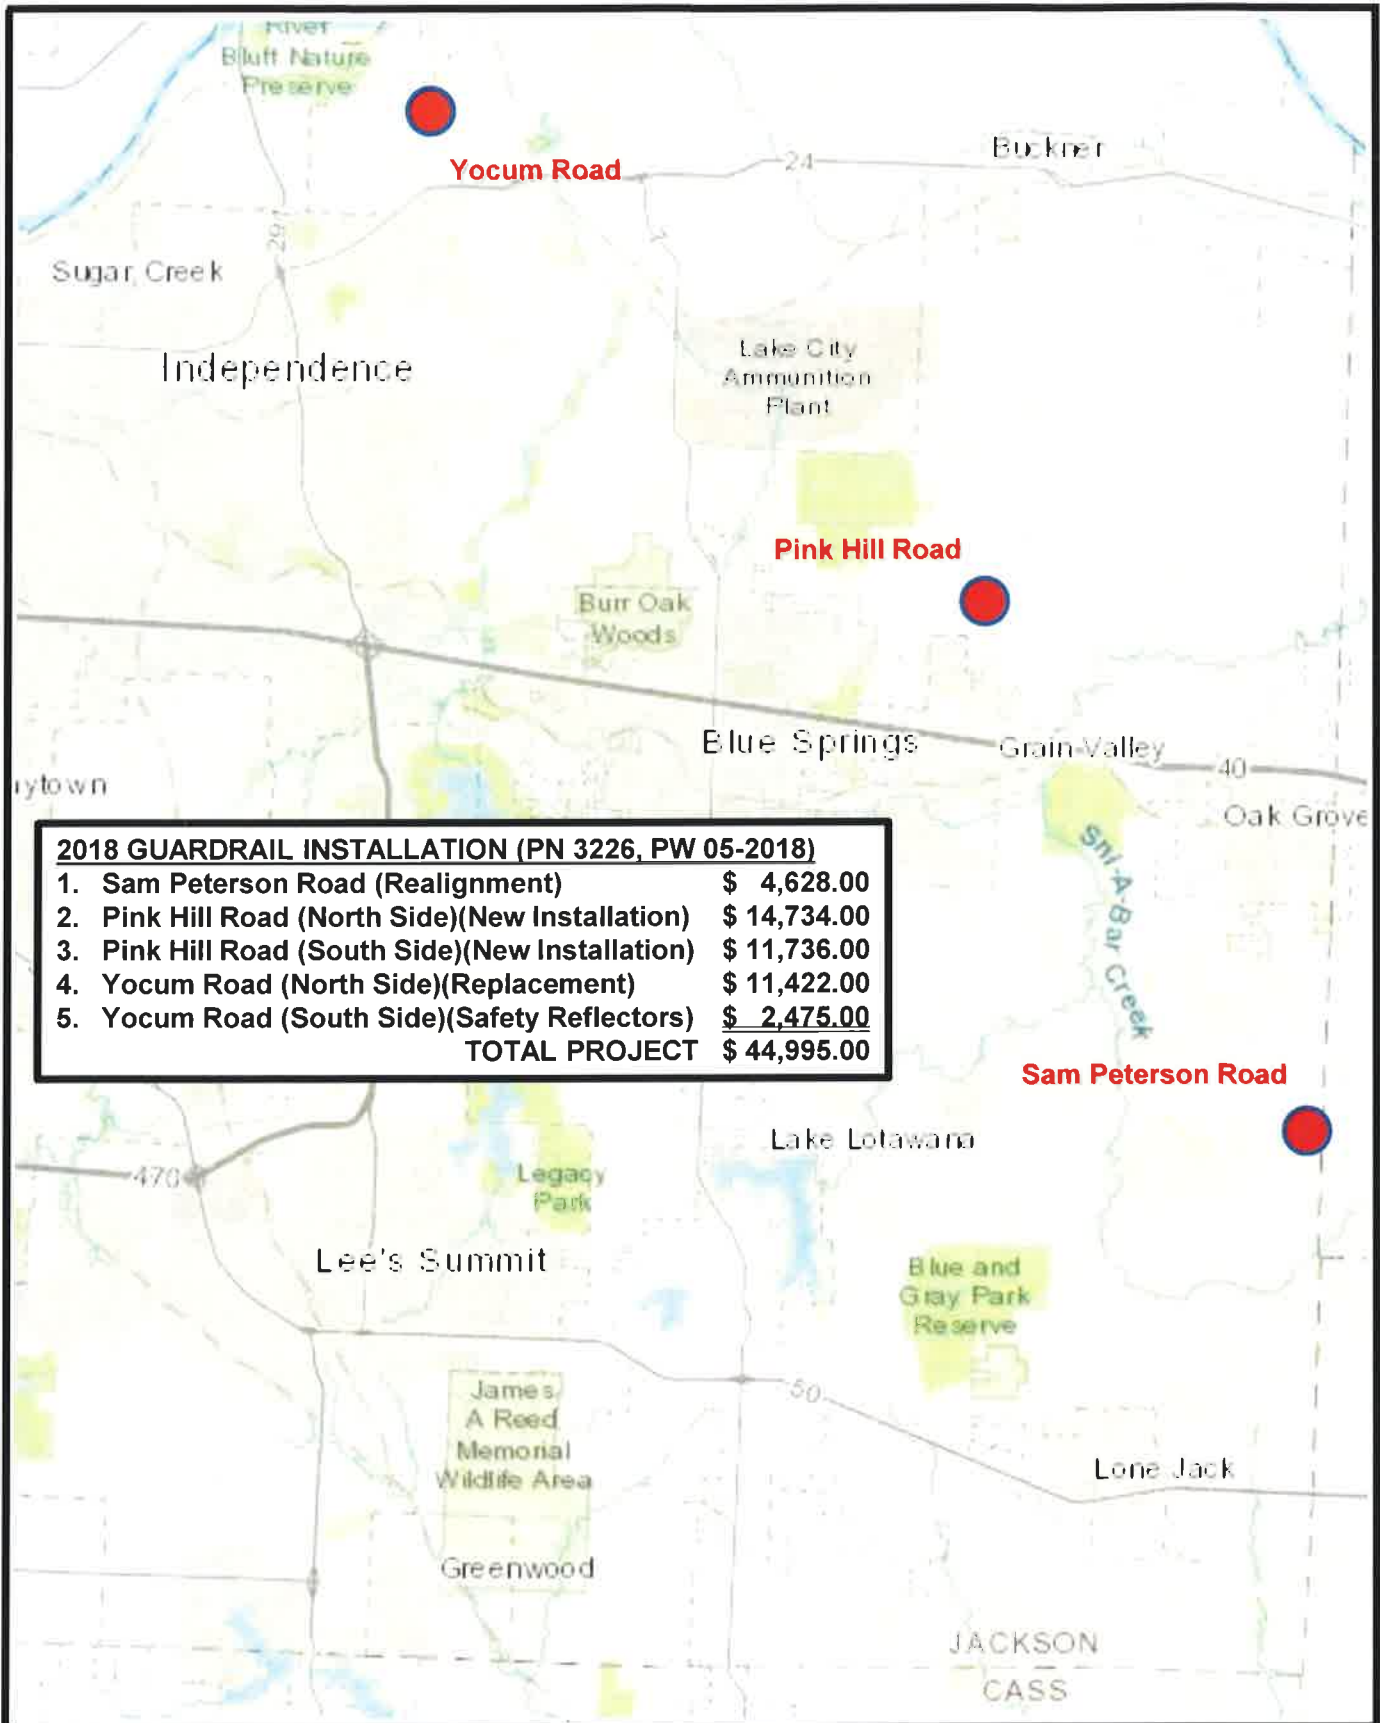 River
Bluff Nature
Preserve
Yocum Road
24
Buckner
291
7
Sugar Creek
Independence
Lake City
Ammunition
Plant
Pink Hill Road
Burr Oak
Woods
Blue Springs
Grain Valley
40
Oak Grove
ytown
Sni-A-Bar Creek
2018 GUARDRAIL INSTALLATION (PN 3226, PW 05-2018)
1. Sam Peterson Road (Realignment) $ 4,628.00
2. Pink Hill Road (North Side)(New Installation) $ 14,734.00
3. Pink Hill Road (South Side)(New Installation) $ 11,736.00
4. Yocum Road (North Side)(Replacement) $ 11,422.00
5. Yocum Road (South Side)(Safety Reflectors) $ 2,475.00
TOTAL PROJECT $ 44,995.00
Sam Peterson Road
Lake Lotawana
470
Legacy
Park
Lee's Summit
Blue and
Gray Park
Reserve
James
A Reed
Memorial
Wildlife Area
50
Lone Jack
Greenwood
JACKSON
CASS